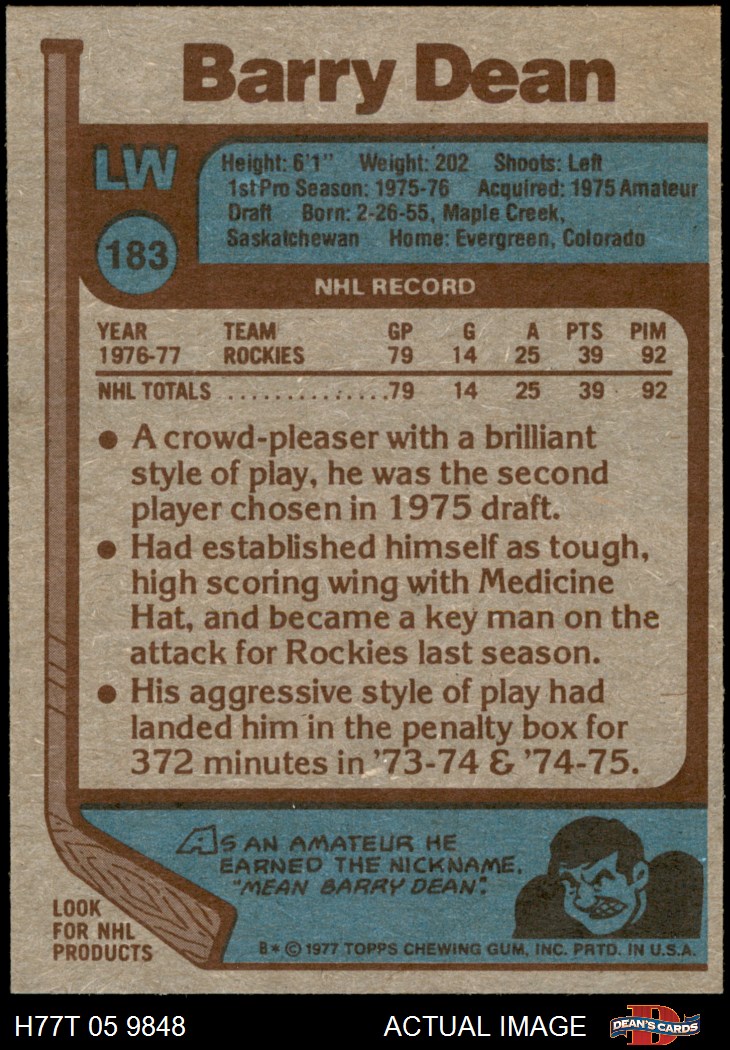 Barry Dean
LW
183
Height: 6'1" Weight: 202 Shoots: Left
1st Pro Season: 1975-76 Acquired: 1975 Amateur
Draft Born: 2-26-55, Maple Creek,
Saskatchewan Home: Evergreen, Colorado
NHL RECORD
YEAR TEAM GP G A PTS PIM
1976-77 ROCKIES 79 14 25 39 92
NHL TOTALS ................79 14 25 39 92
● A crowd-pleaser with a brilliant
style of play, he was the second
player chosen in 1975 draft.
● Had established himself as tough,
high scoring wing with Medicine
Hat, and became a key man on the
attack for Rockies last season.
● His aggressive style of play had
landed him in the penalty box for
372 minutes in '73-74 & '74-75.
AS AN AMATEUR HE
EARNED THE NICKNAME,
"MEAN BARRY DEAN".
LOOK
FOR NHL
PRODUCTS
B* © 1977 TOPPS CHEWING GUM, INC. PRTD. IN U.S.A.
H77T 05 9848 ACTUAL IMAGE
D
DEAN'S CARDS